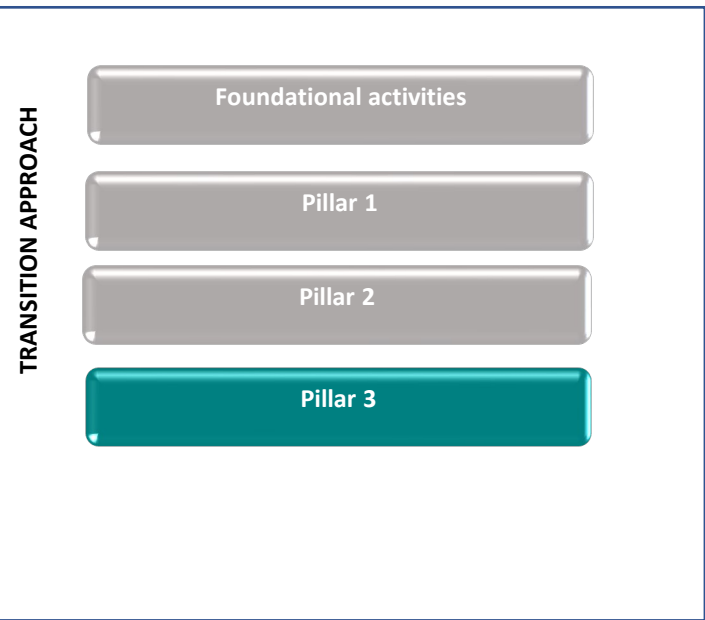 TRANSITION APPROACH
Foundational activities
Pillar 1
Pillar 2
Pillar 3